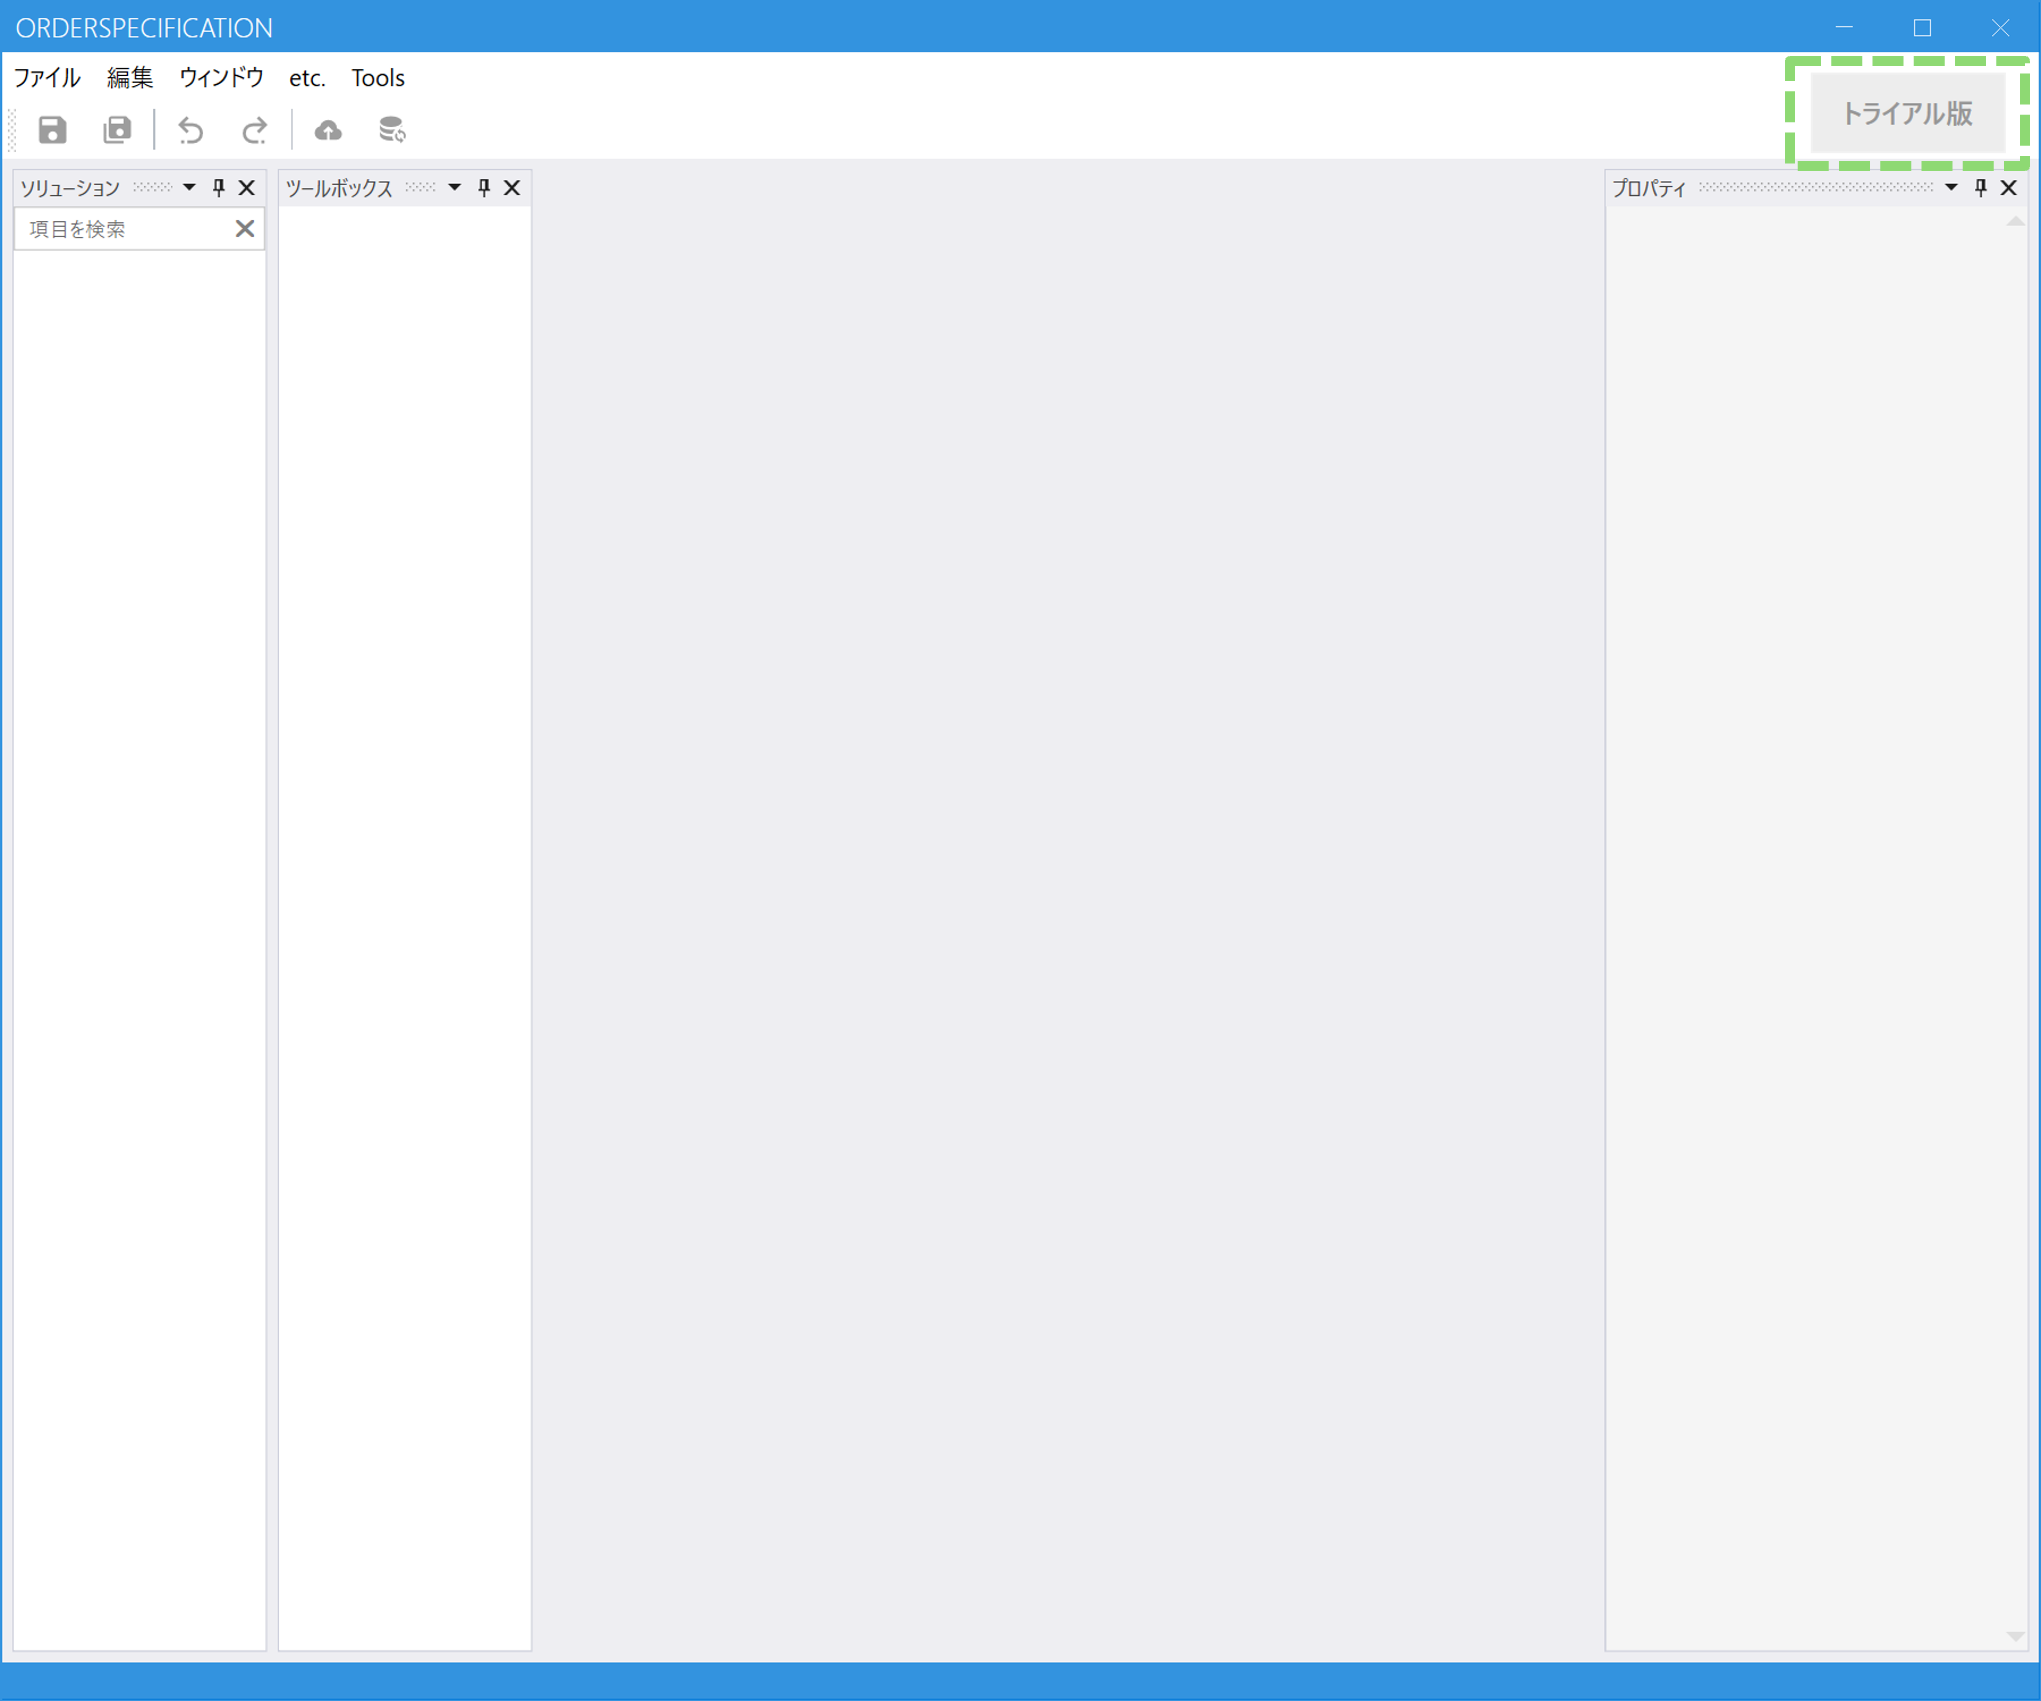 ORDERSPECIFICATION
ファイル 編集 ウィンドウ etc. Tools
トライアル版
ソリューション ツールボックス プロパティ
項目を検索